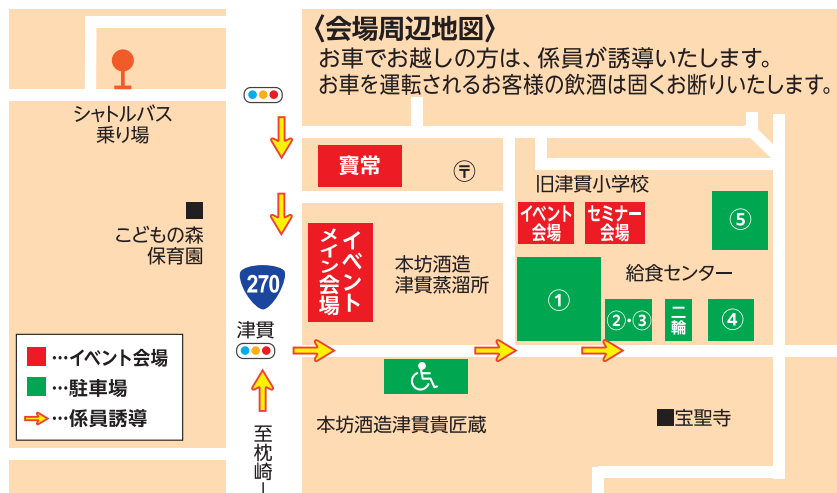 〈会場周辺地図〉
お車でお越しの方は、係員が誘導いたします。
お車を運転されるお客様の飲酒は固くお断りいたします。
シャトルバス
乗り場
寶常
〒
旧津貫小学校
イベント
会場
セミナー
会場
⑤
こどもの森
保育園
イベント
メイン会場
本坊酒造
津貫蒸溜所
給食センター
270
①
②・③
二輪
④
津貫
…イベント会場
…駐車場
…係員誘導
本坊酒造津貫貴匠蔵
宝聖寺
至枕崎